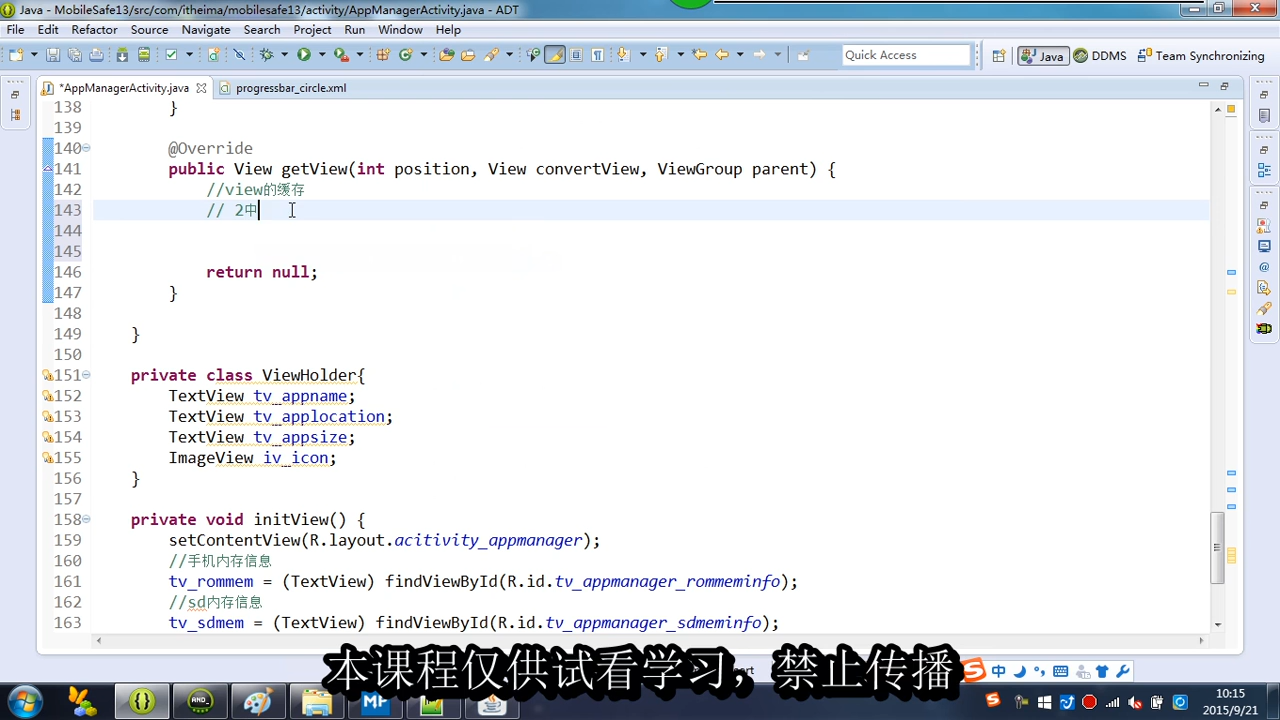 Java - MobileSafe13/src/com/itheima/mobilesafe13/activity/AppManagerActivity.java - ADT
File Edit Refactoring Source Navigate Search Project Run Window Help
Quick Access
Java DDMS Team Synchronizing
*AppManagerActivity.java progressbar_circle.xml
138 }
139
140 @Override
141 public View getView(int position, View convertView, ViewGroup parent) {
142 //view的缓存
143 // 2中
144
145
146 return null;
147 }
148
149 }
150
151 private class ViewHolder{
152 TextView tv_appname;
153 TextView tv_applocation;
154 TextView tv_appsize;
155 ImageView iv_icon;
156 }
157
158 private void initView() {
159 setContentView(R.layout.acitivity_appmanager);
160 //手机内存信息
161 tv_rommem = (TextView) findViewById(R.id.tv_appmanager_rommeminfo);
162 //sd内存信息
163 tv_sdmem = (TextView) findViewById(R.id.tv_appmanager_sdmeminfo);
本课程仅供试看学习，禁止传播
中
10:15
2015/9/21